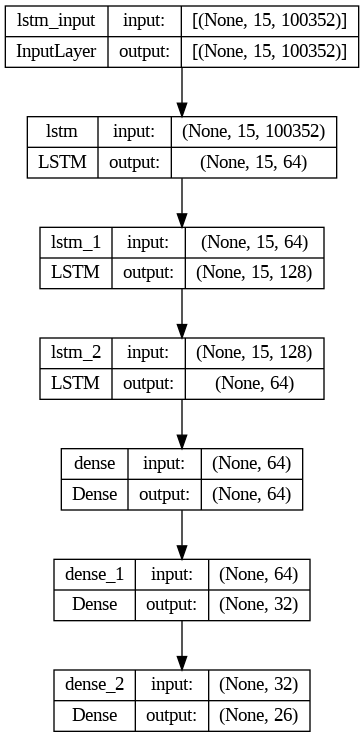 lstm_input input: [(None, 15, 100352)]
InputLayer output: [(None, 15, 100352)]
lstm input: (None, 15, 100352)
LSTM output: (None, 15, 64)
lstm_1 input: (None, 15, 64)
LSTM output: (None, 15, 128)
lstm_2 input: (None, 15, 128)
LSTM output: (None, 64)
dense input: (None, 64)
Dense output: (None, 64)
dense_1 input: (None, 64)
Dense output: (None, 32)
dense_2 input: (None, 32)
Dense output: (None, 26)